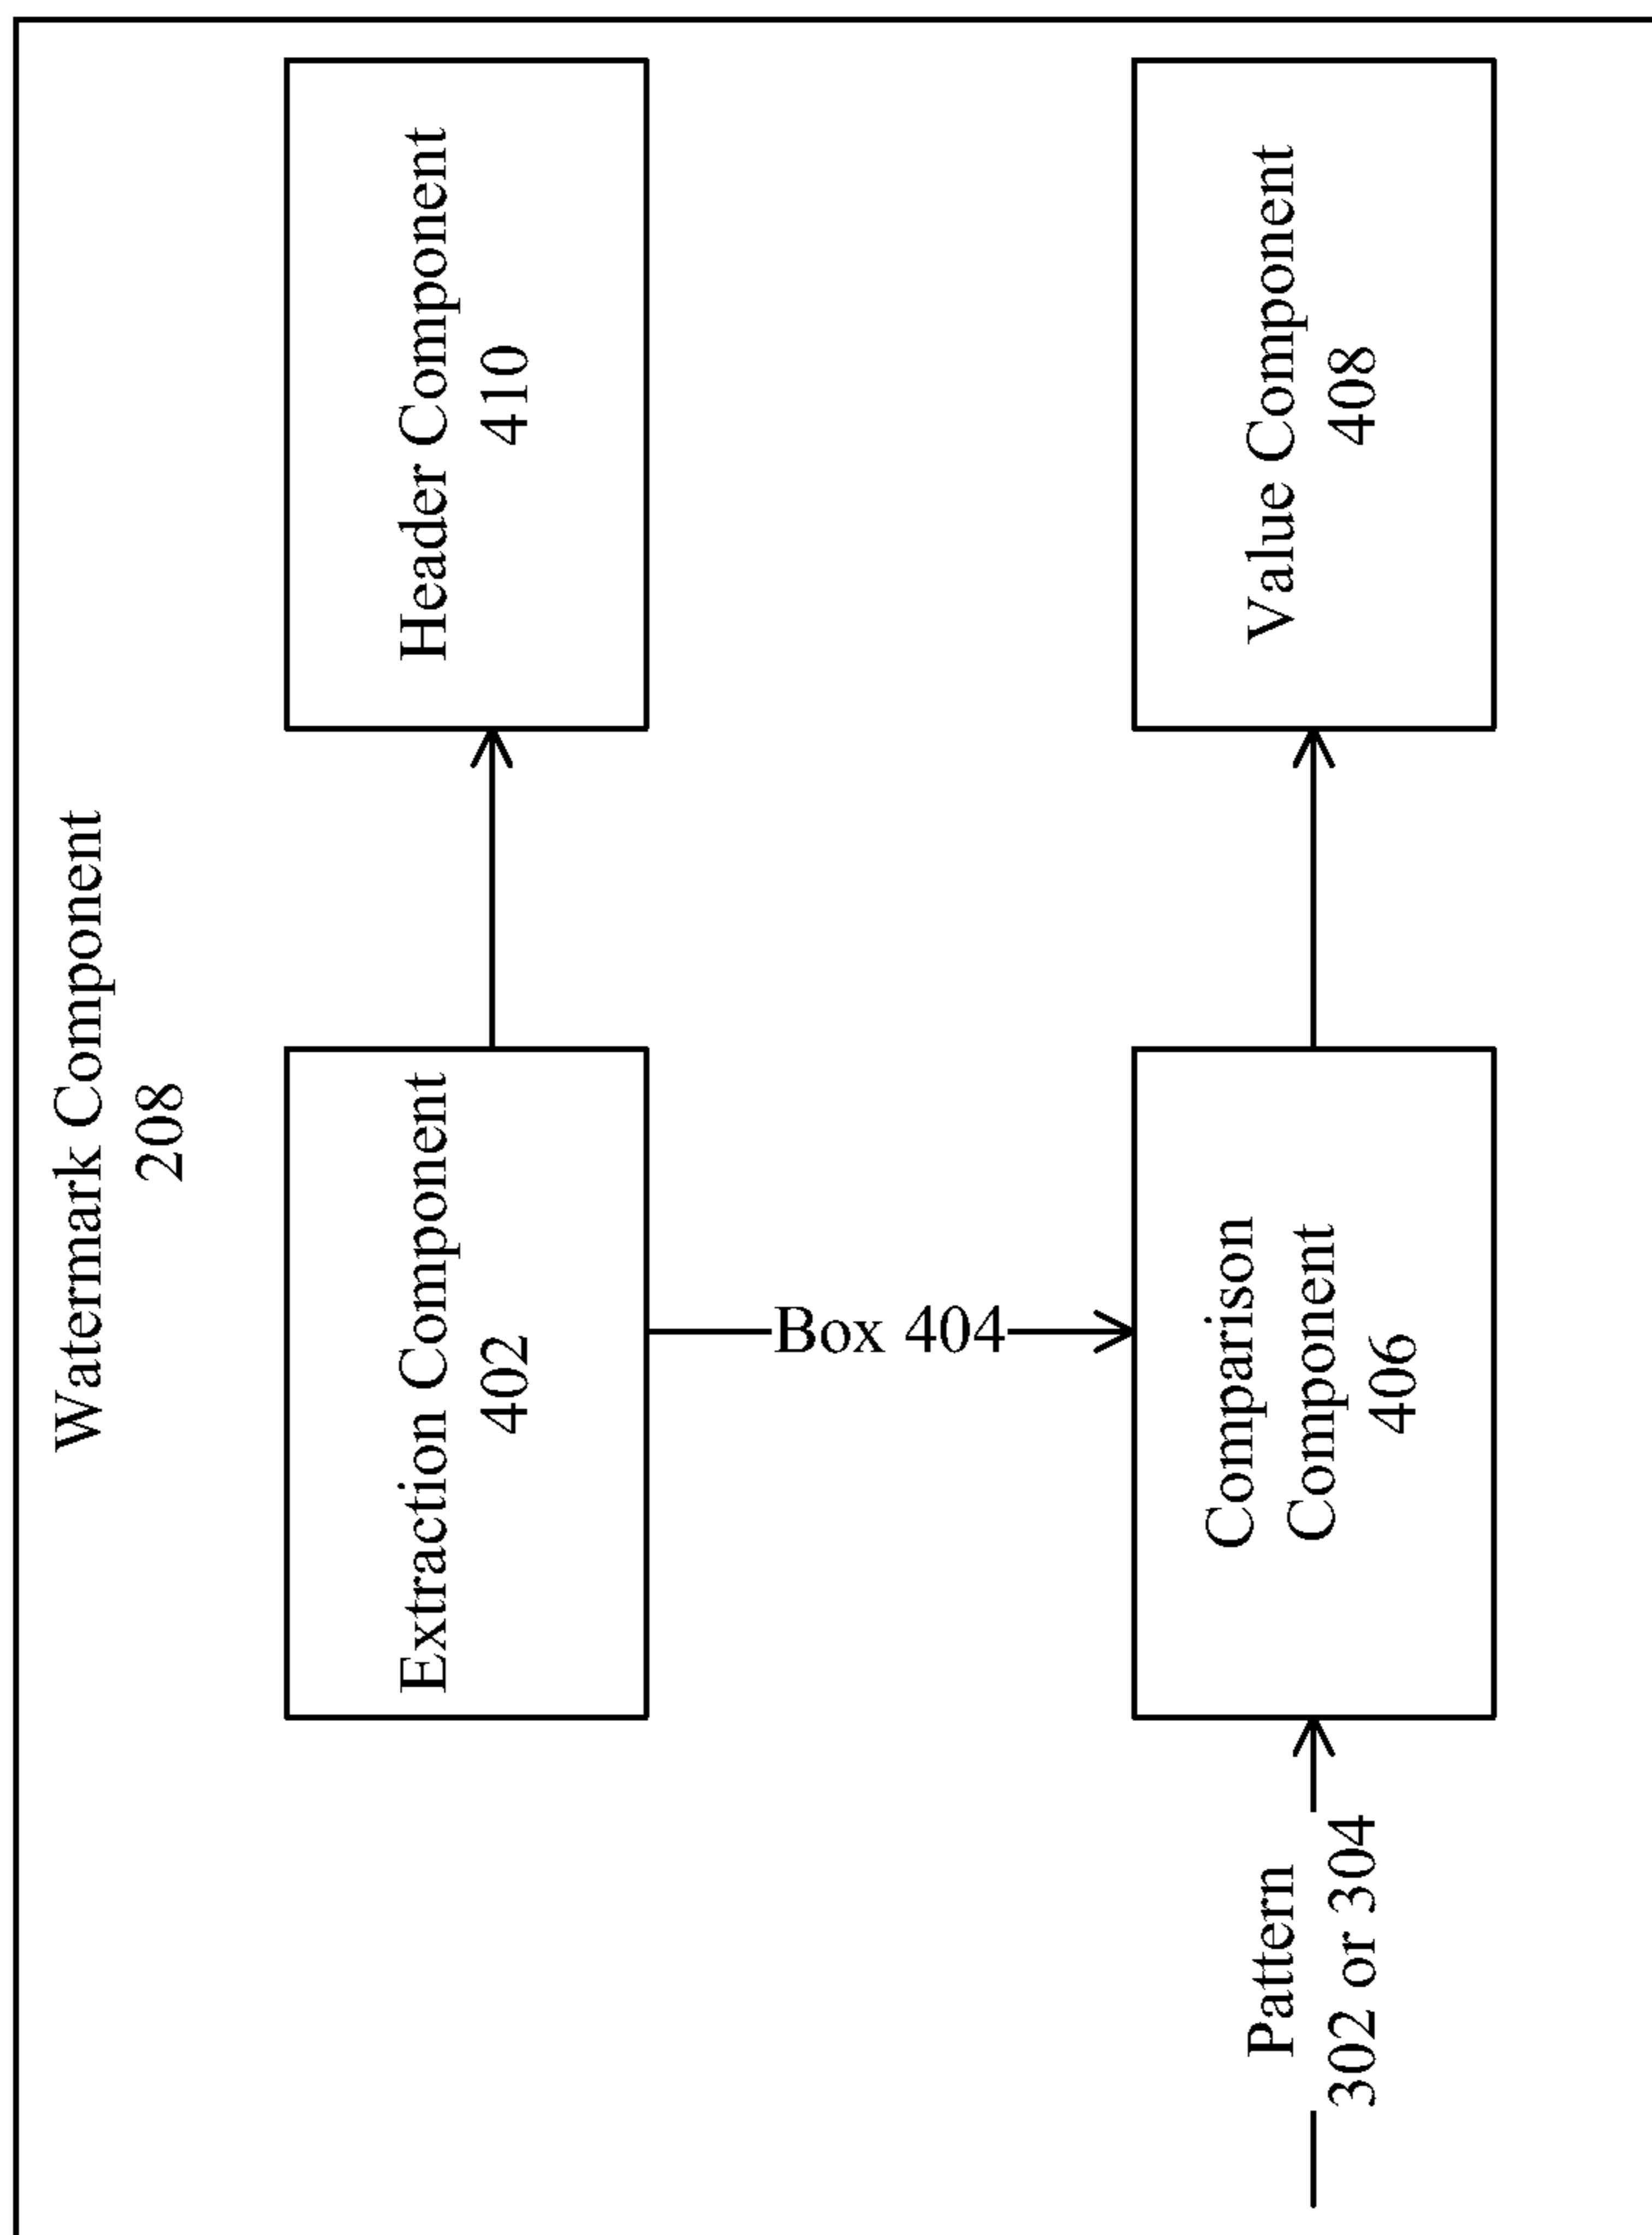 Watermark Component
208
Extraction Component
402
Header Component
410
Box 404
Pattern
302 or 304
Comparison
Component
406
Value Component
408